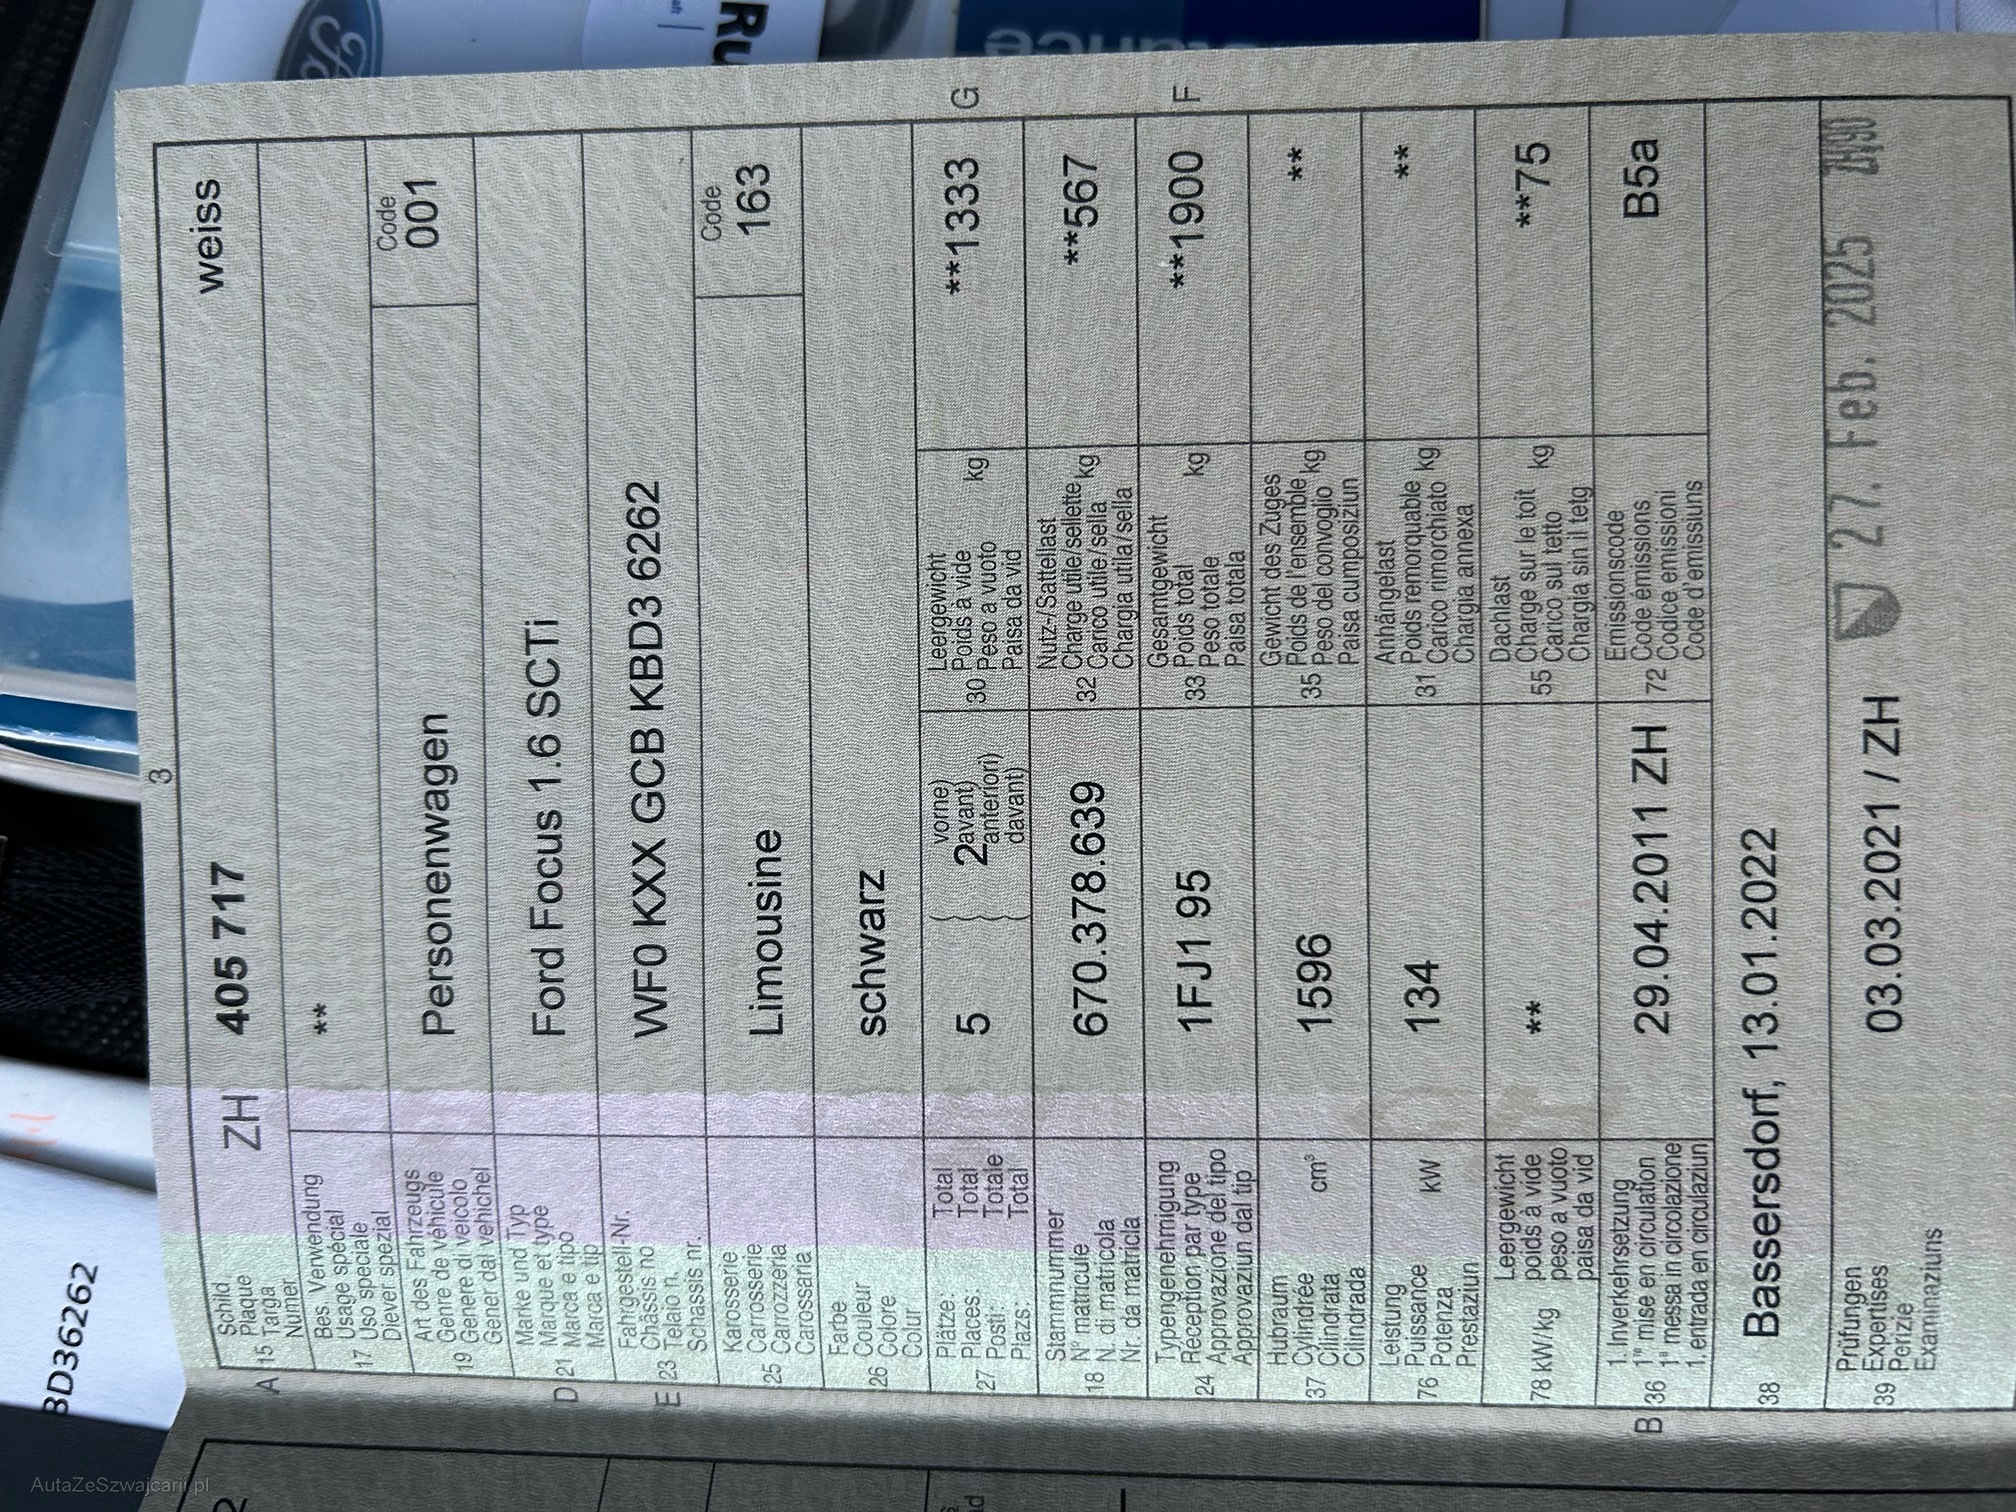 BD36262
Ru
3
A 15 Schild
Plaque
Targa
Numer
ZH 405 717 weiss
17 Bes. Verwendung
Usage spécial
Uso speciale
Diever spezial
**
19 Art des Fahrzeugs
Genre de véhicule
Genere di veicolo
Gener dal vehichel
Personenwagen
Code
001
D 21 Marke und Typ
Marque et type
Marca e tipo
Marca e tip
Ford Focus 1.6 SCTi
E 23 Fahrgestell-Nr.
Châssis no
Telaio n.
Schassis nr.
WF0 KXX GCB KBD3 6262
25 Karosserie
Carosserie
Carrozzeria
Carossaria
Limousine
Code
163
26 Farbe
Couleur
Colore
Colur
schwarz
27 Plätze: Total
Places: Total
Posti: Totale
Plazs: Total
5
2
vorne)
avant)
anteriori)
davant)
30 Leergewicht
Poids à vide
Peso a vuoto kg
Paisa da vid
**1333 G
18 Stammnummer
N° matricule
N. di matricola
Nr. da matricla
670.378.639
32 Nutz-/Sattellast
Charge utile/sellette
Carico utile/sella kg
Chargia utila/sella
**567
24 Typengenehmigung
Réception par type
Approvazione del tipo
Approvaziun dal tip
1FJ1 95
33 Gesamtgewicht
Poids total
Peso totale kg
Paisa totala
**1900 F
37 Hubraum
Cylindrée cm³
Cilindrata
Cilindrada
1596
35 Gewicht des Zuges
Poids de l'ensemble
Peso del convoglio kg
Paisa cumposiziun
**
76 Leistung
Puissance kW
Potenza
Prestaziun
134
31 Anhängelast
Poids remorquable
Carico rimorchiato kg
Chargia annexa
**
78 kW/kg Leergewicht
poids à vide
peso a vuoto
paisa da vid
**
55 Dachlast
Charge sur le toit
Carico sul tetto kg
Chargia sin il tetg
**75
B 36 1. Inverkehrsetzung
1re mise en circulation
1a messa in circolazione
1. entrada en circulaziun
29.04.2011 ZH
72 Emissionscode
Code émissions
Codice emissioni
Code d'emissiuns
B5a
38 Bassersdorf, 13.01.2022
39 Prüfungen
Expertises
Perizie
Examinaziuns
03.03.2021 / ZH
27. Feb. 2025
AutaZeSzwajcarii.pl